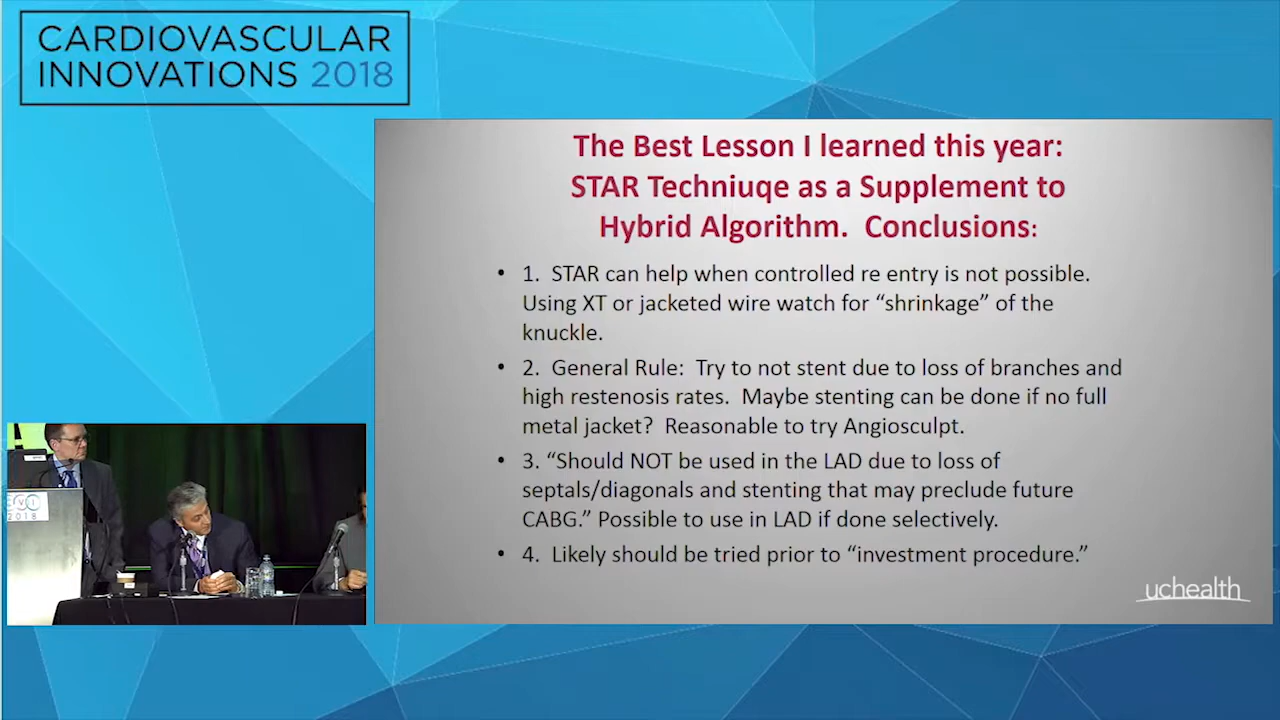 CARDIOVASCULAR
INNOVATIONS 2018
The Best Lesson I learned this year:
STAR Techniuqe as a Supplement to
Hybrid Algorithm.  Conclusions:
• 1.  STAR can help when controlled re entry is not possible.
Using XT or jacketed wire watch for “shrinkage” of the
knuckle.
• 2.  General Rule:  Try to not stent due to loss of branches and
high restenosis rates.  Maybe stenting can be done if no full
metal jacket?  Reasonable to try Angiosculpt.
• 3. “Should NOT be used in the LAD due to loss of
septals/diagonals and stenting that may preclude future
CABG.” Possible to use in LAD if done selectively.
• 4.  Likely should be tried prior to “investment procedure.”
uchealth
2018